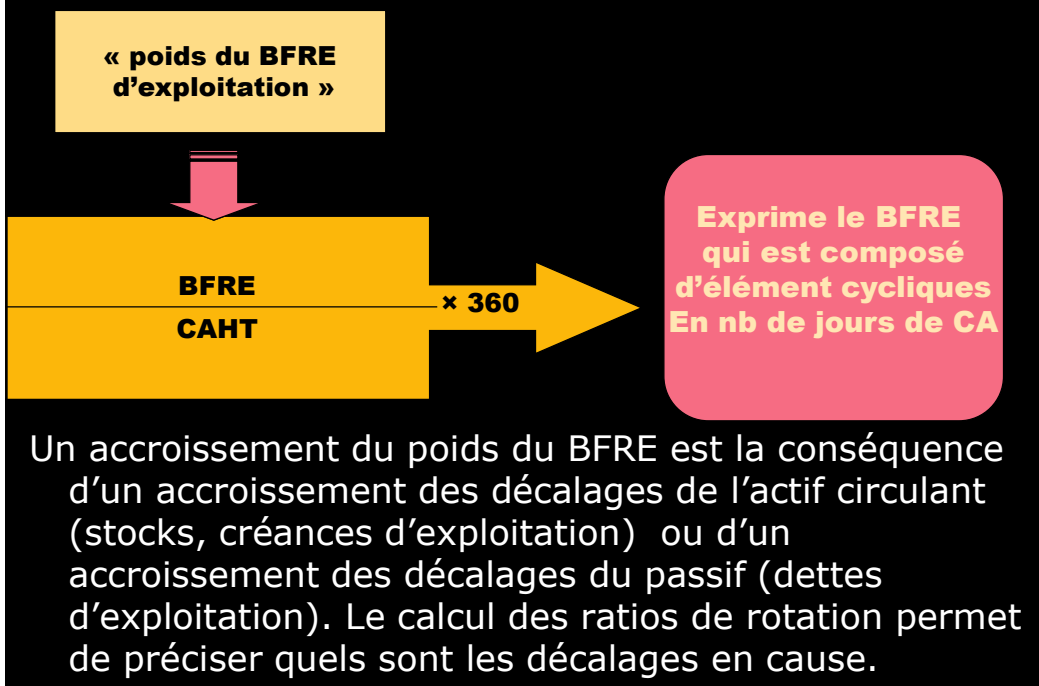 « poids du BFRE
d’exploitation »
BFRE
CAHT
× 360
Exprime le BFRE
qui est composé
d’élément cycliques
En nb de jours de CA
Un accroissement du poids du BFRE est la conséquence
d’un accroissement des décalages de l’actif circulant
(stocks, créances d’exploitation) ou d’un
accroissement des décalages du passif (dettes
d’exploitation). Le calcul des ratios de rotation permet
de préciser quels sont les décalages en cause.